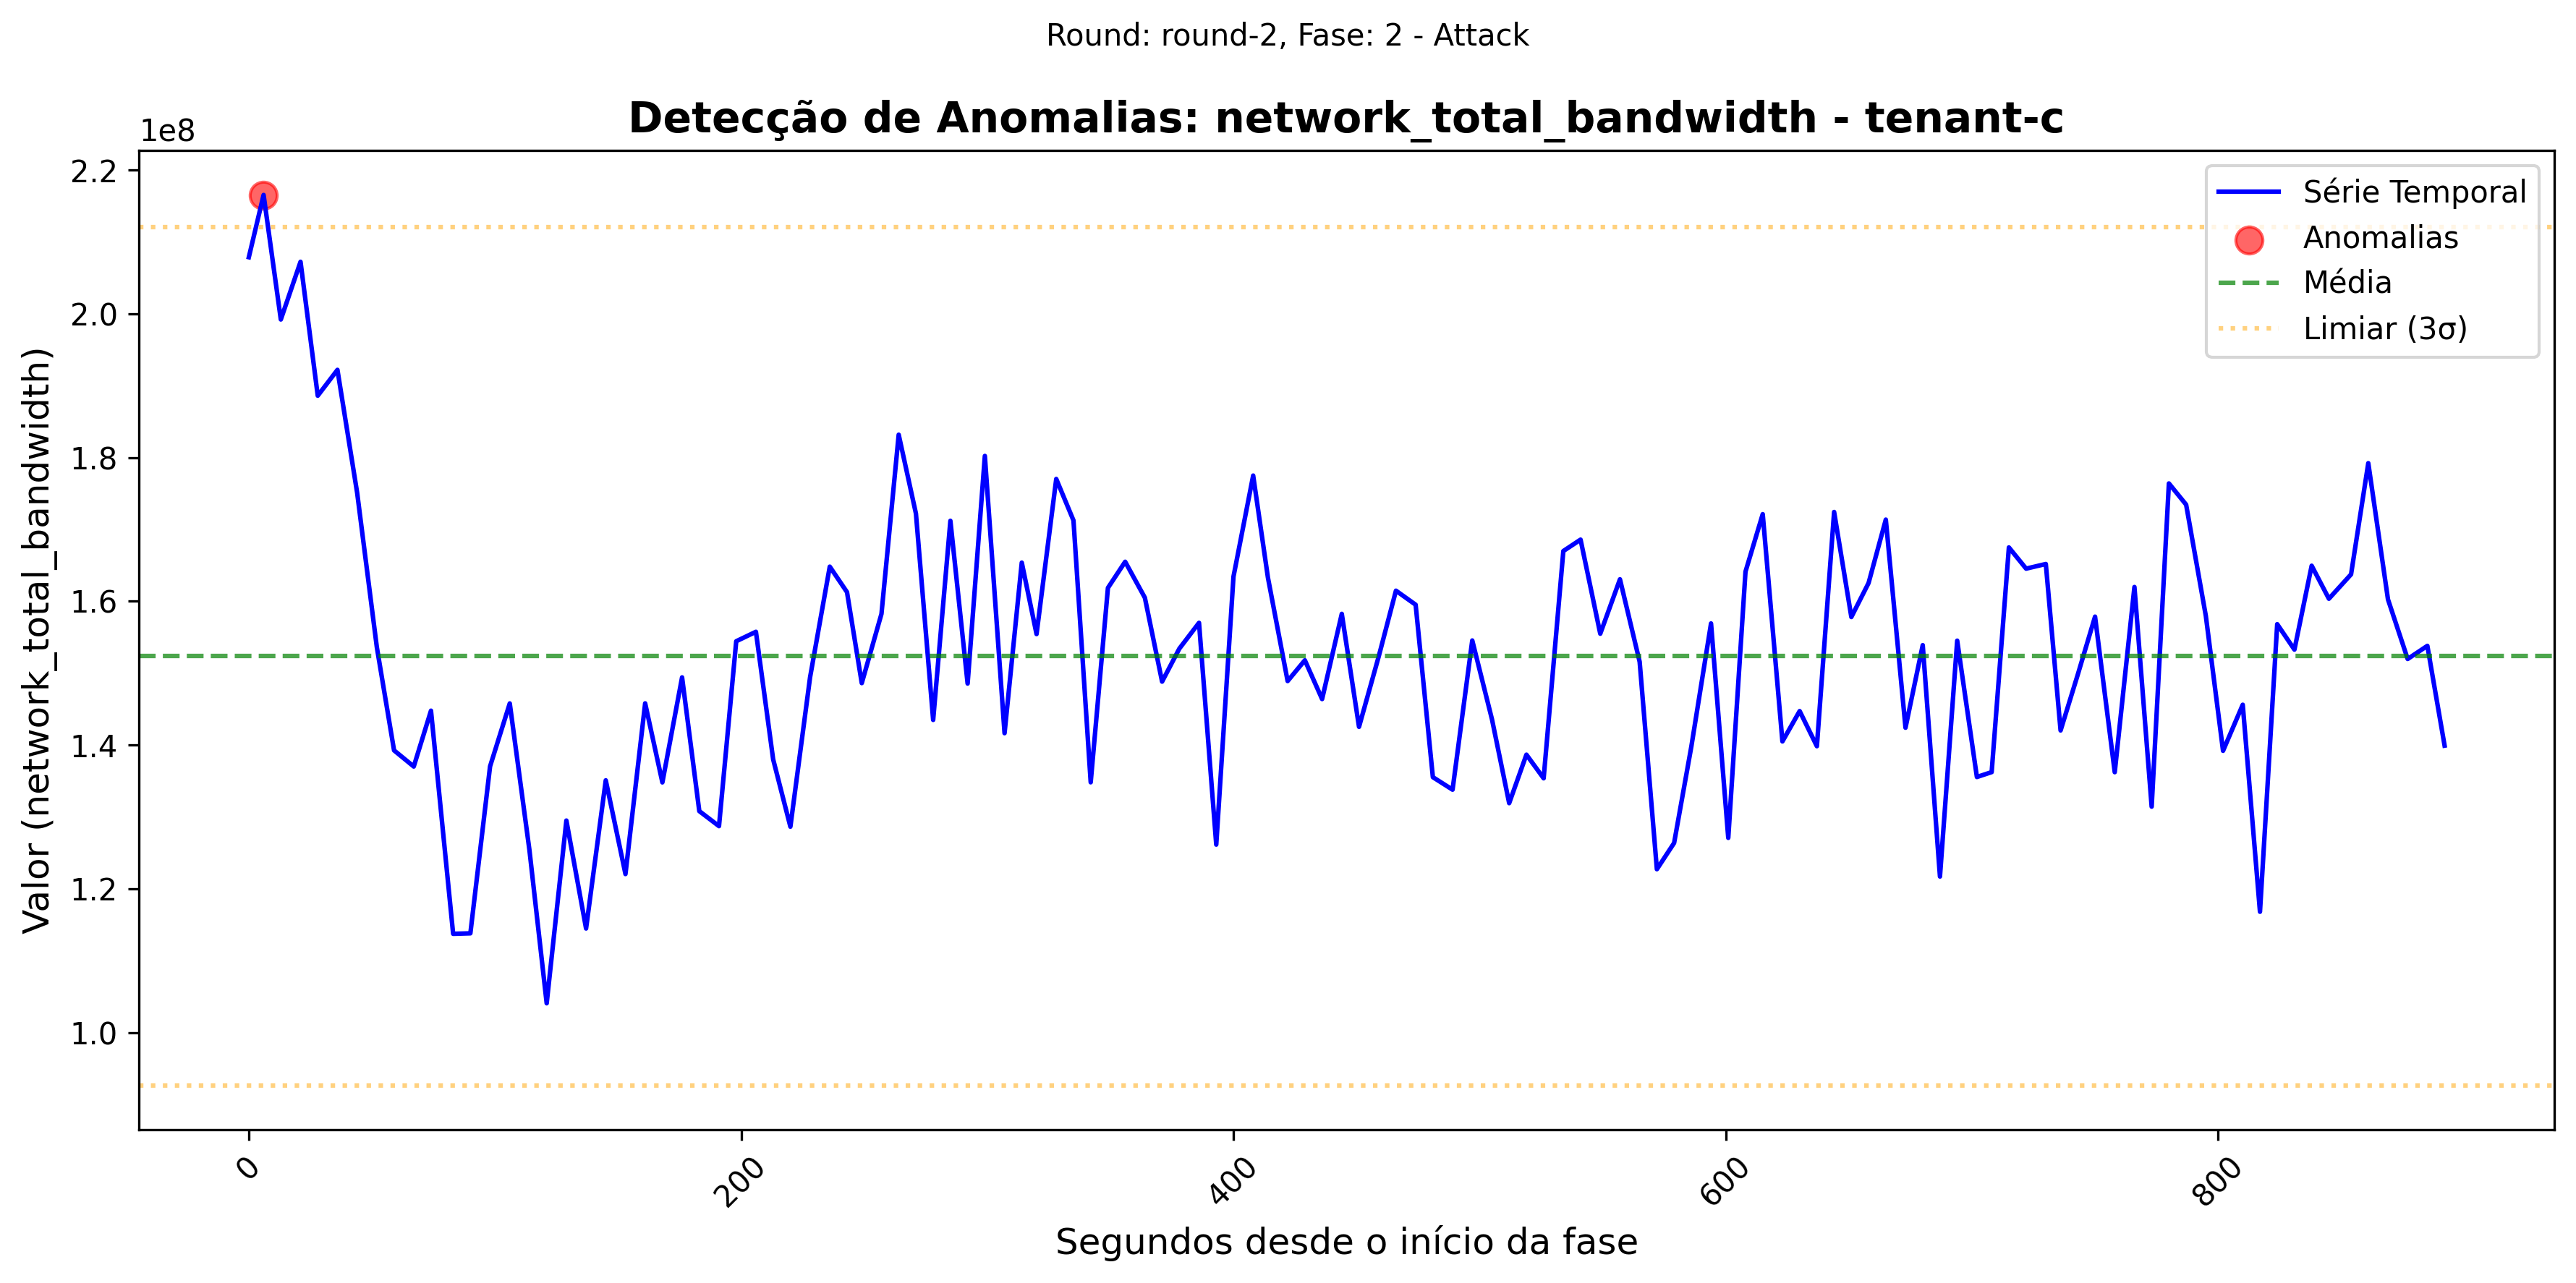 Round: round-2, Fase: 2 - Attack
Detecção de Anomalias: network_total_bandwidth - tenant-c
1e8
2.2
2.0
1.8
1.6
1.4
1.2
1.0
Valor (network_total_bandwidth)
Série Temporal
Anomalias
Média
Limiar (3σ)
0
200
400
600
800
Segundos desde o início da fase